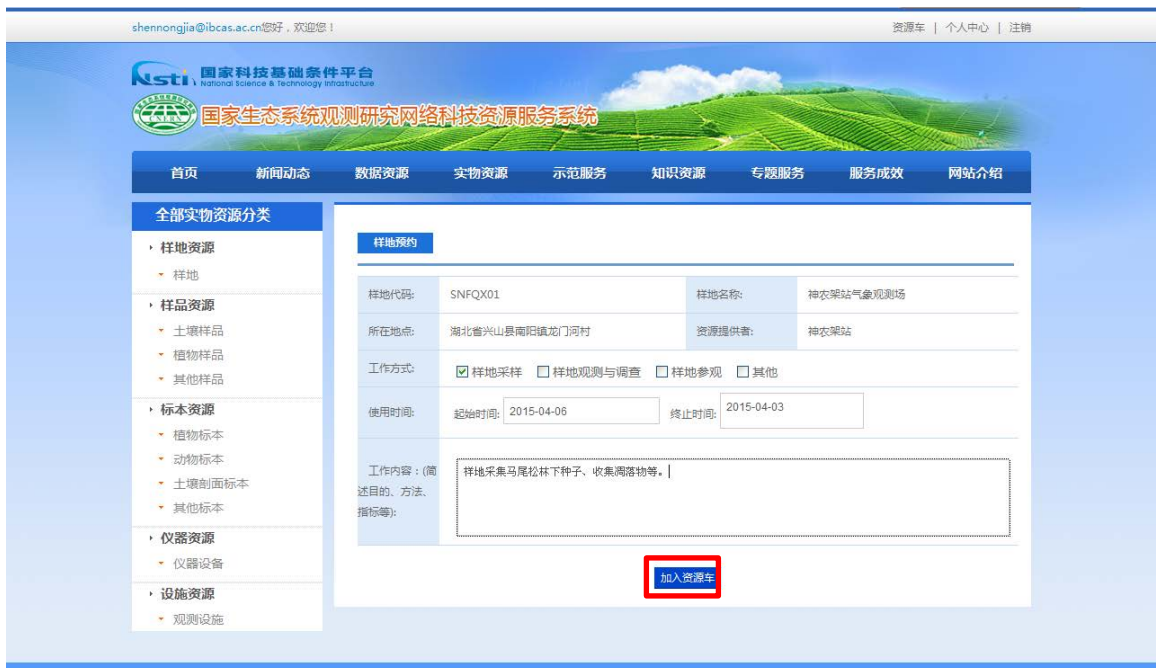 shennongjia@ibcas.ac.cn您好，欢迎您！
资源车 | 个人中心 | 注销
Nsti 国家科技基础条件平台
National Science & Technology Infrastructure
CERN 国家生态系统观测研究网络科技资源服务系统
首页 新闻动态 数据资源 实物资源 示范服务 知识资源 专题服务 服务成效 网站介绍
全部实物资源分类
样地资源
样地
样品资源
土壤样品
植物样品
其他样品
标本资源
植物标本
动物标本
土壤剖面标本
其他标本
仪器资源
仪器设备
设施资源
观测设施
样地预约
样地代码: SNFQX01 样地名称: 神农架站气象观测场
所在地点: 湖北省兴山县南阳镇龙门河村 资源提供者: 神农架站
工作方式: 样地采样 样地观测与调查 样地参观 其他
使用时间: 起始时间: 2015-04-06 终止时间: 2015-04-03
工作内容：(简
述目的、方法、
指标等):
样地采集马尾松林下种子、收集凋落物等。
加入资源车